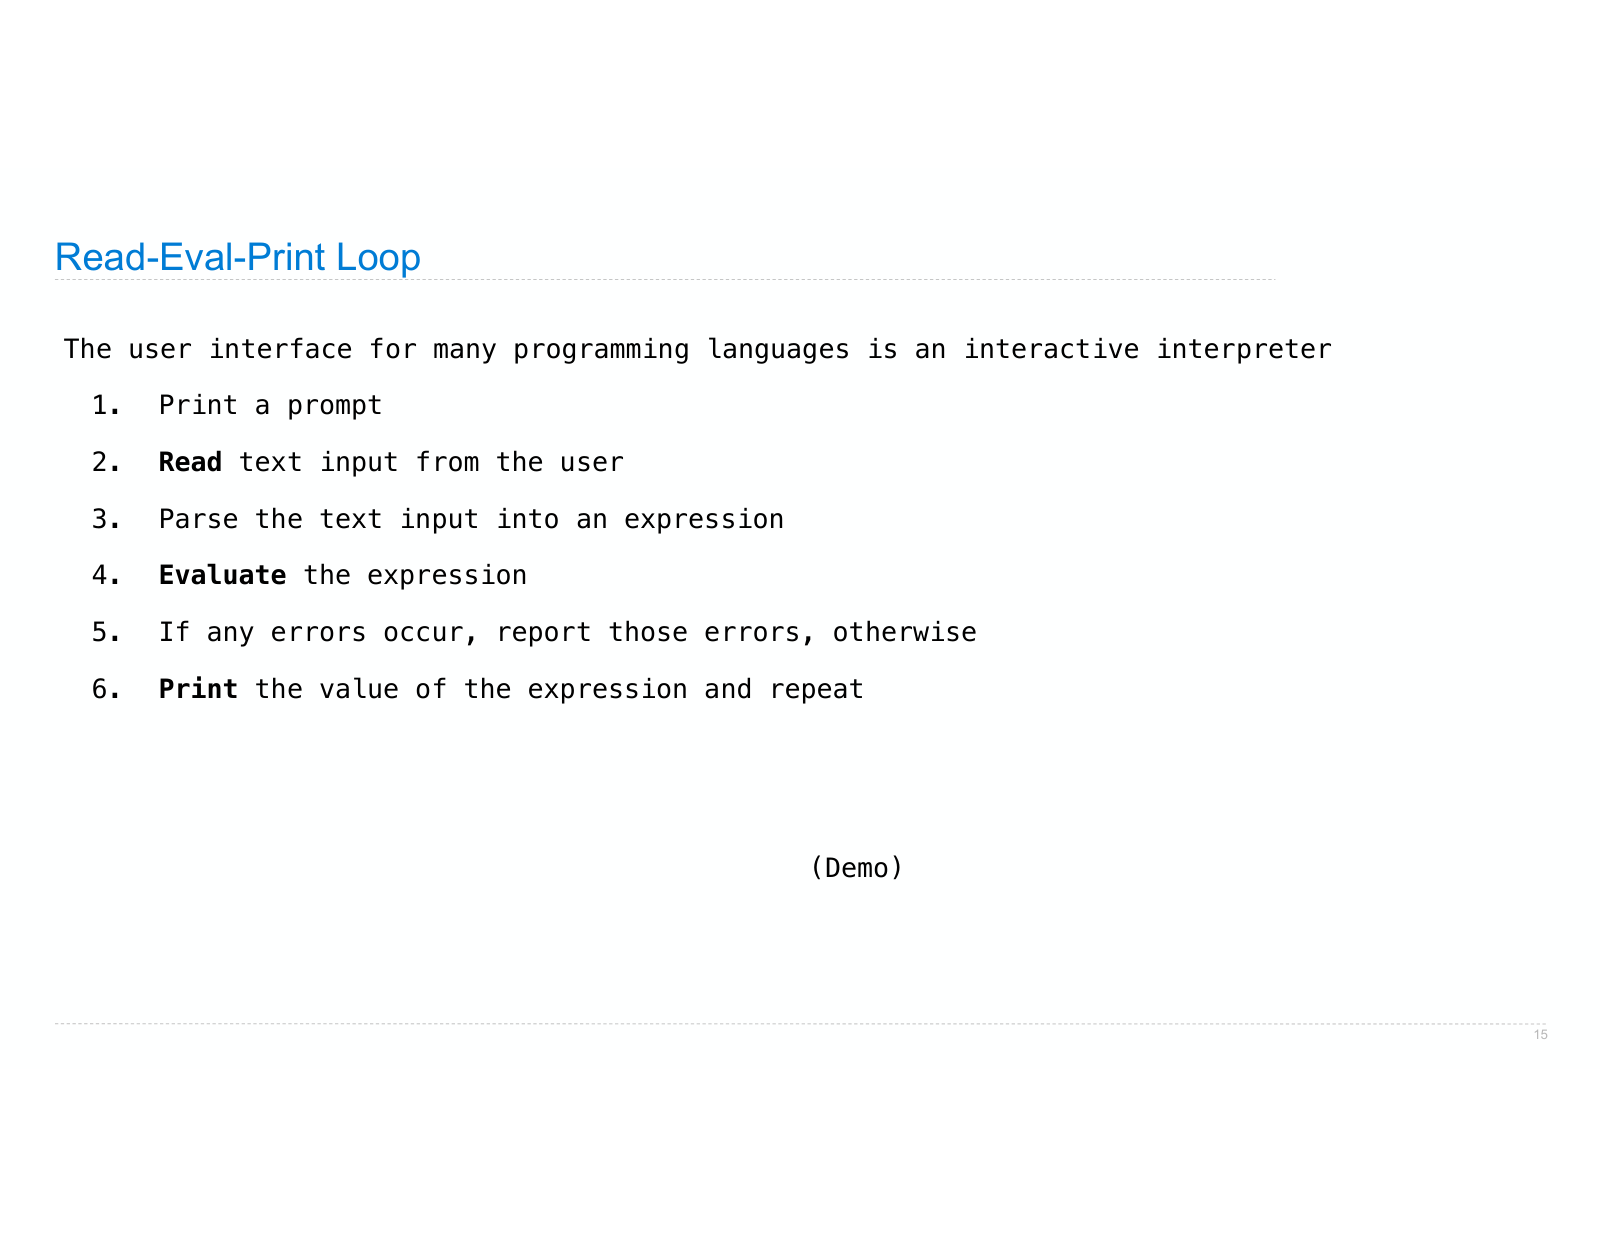 Read-Eval-Print Loop
The user interface for many programming languages is an interactive interpreter
1. Print a prompt
2. Read text input from the user
3. Parse the text input into an expression
4. Evaluate the expression
5. If any errors occur, report those errors, otherwise
6. Print the value of the expression and repeat
(Demo)
15